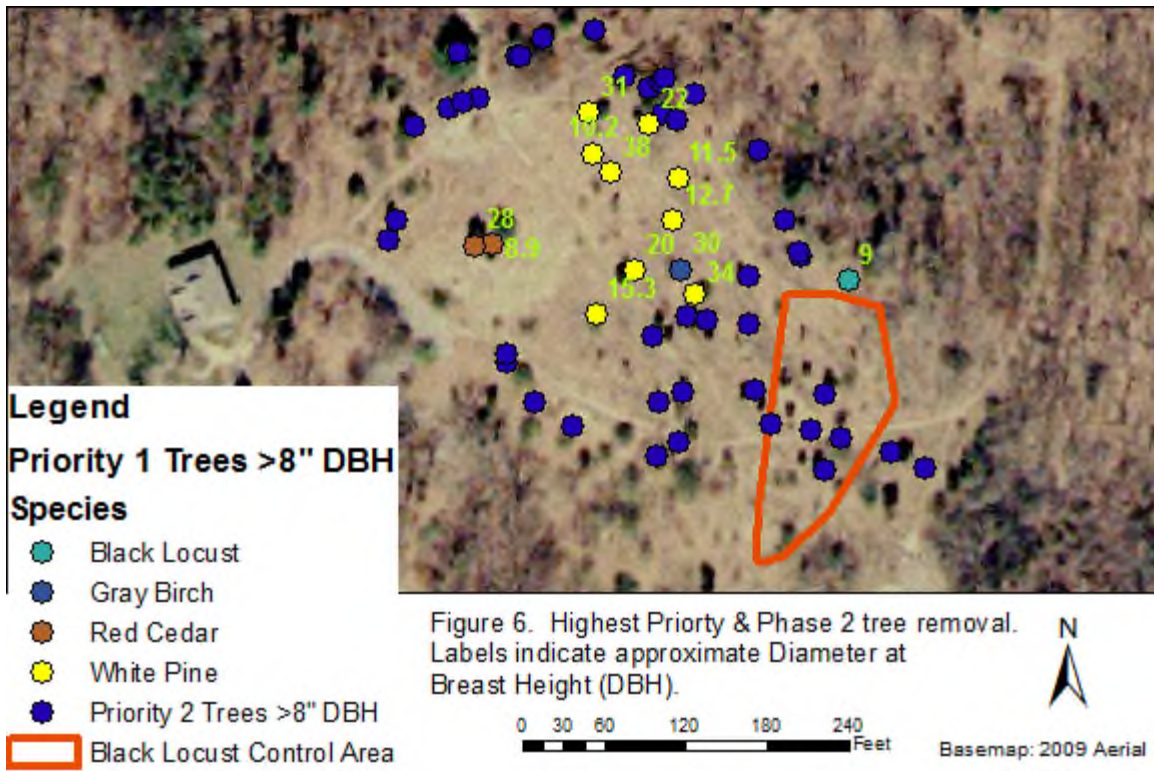 31
22
10.2
38
11.5
12.7
28
8.9
20
30
9
34
15.3
Legend
Priority 1 Trees >8" DBH
Species
Black Locust
Gray Birch
Red Cedar
White Pine
Priority 2 Trees >8" DBH
Black Locust Control Area
Figure 6. Highest Priorty & Phase 2 tree removal.
Labels indicate approximate Diameter at
Breast Height (DBH).
N
0 30 60 120 180 240
Feet
Basemap: 2009 Aerial